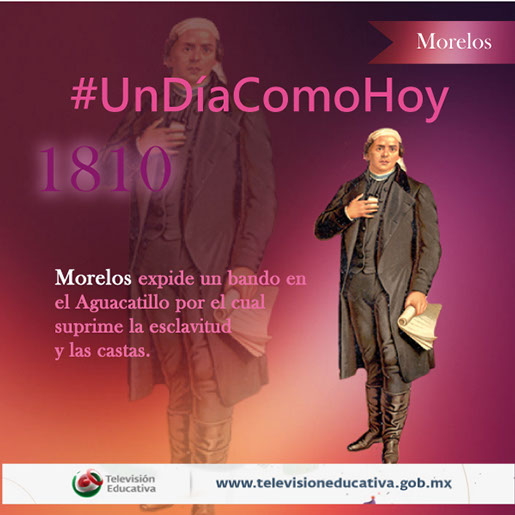 Morelos
#UnDíaComoHoy
1810
Morelos expide un bando en
el Aguacatillo por el cual
suprime la esclavitud
y las castas.
Televisión
Educativa
www.televisioneducativa.gob.mx